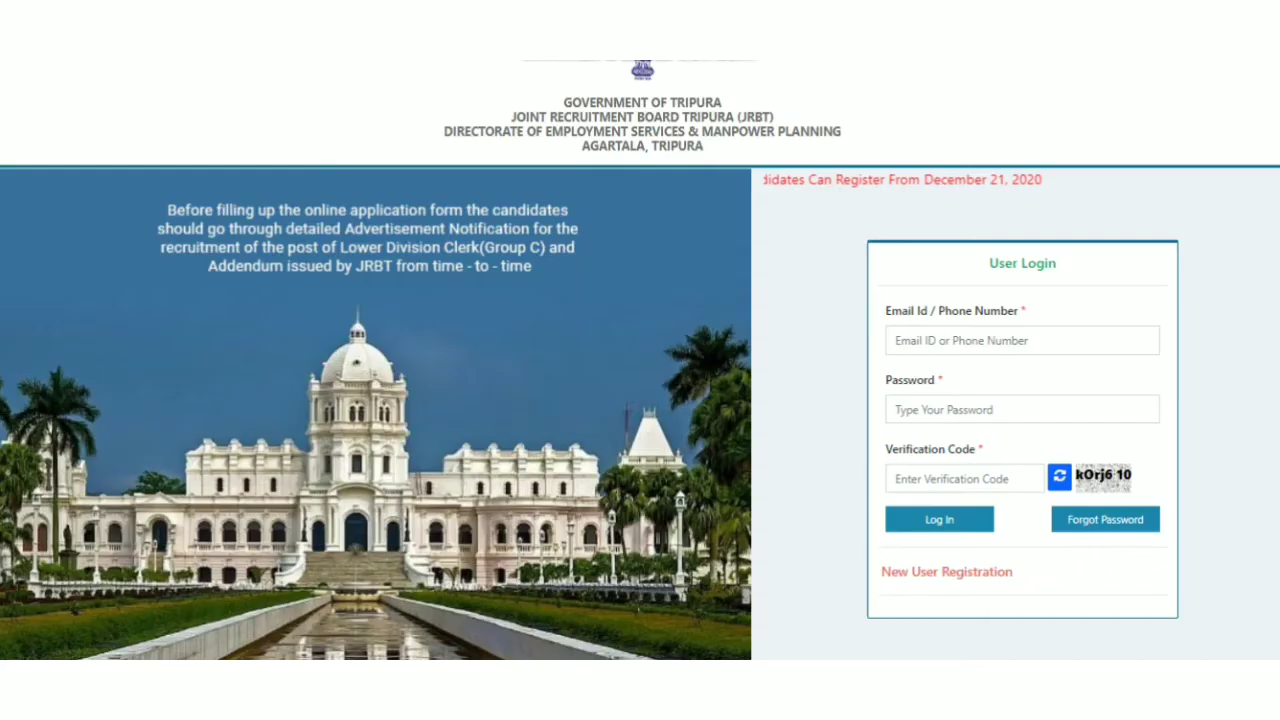 GOVERNMENT OF TRIPURA
JOINT RECRUITMENT BOARD TRIPURA (JRBT)
DIRECTORATE OF EMPLOYMENT SERVICES & MANPOWER PLANNING
AGARTALA, TRIPURA
Before filling up the online application form the candidates
should go through detailed Advertisement Notification for the
recruitment of the post of Lower Division Clerk(Group C) and
Addendum issued by JRBT from time - to - time
didates Can Register From December 21, 2020
User Login
Email Id / Phone Number *
Email ID or Phone Number
Password *
Type Your Password
Verification Code *
Enter Verification Code
kOrj6 10
Log In
Forgot Password
New User Registration